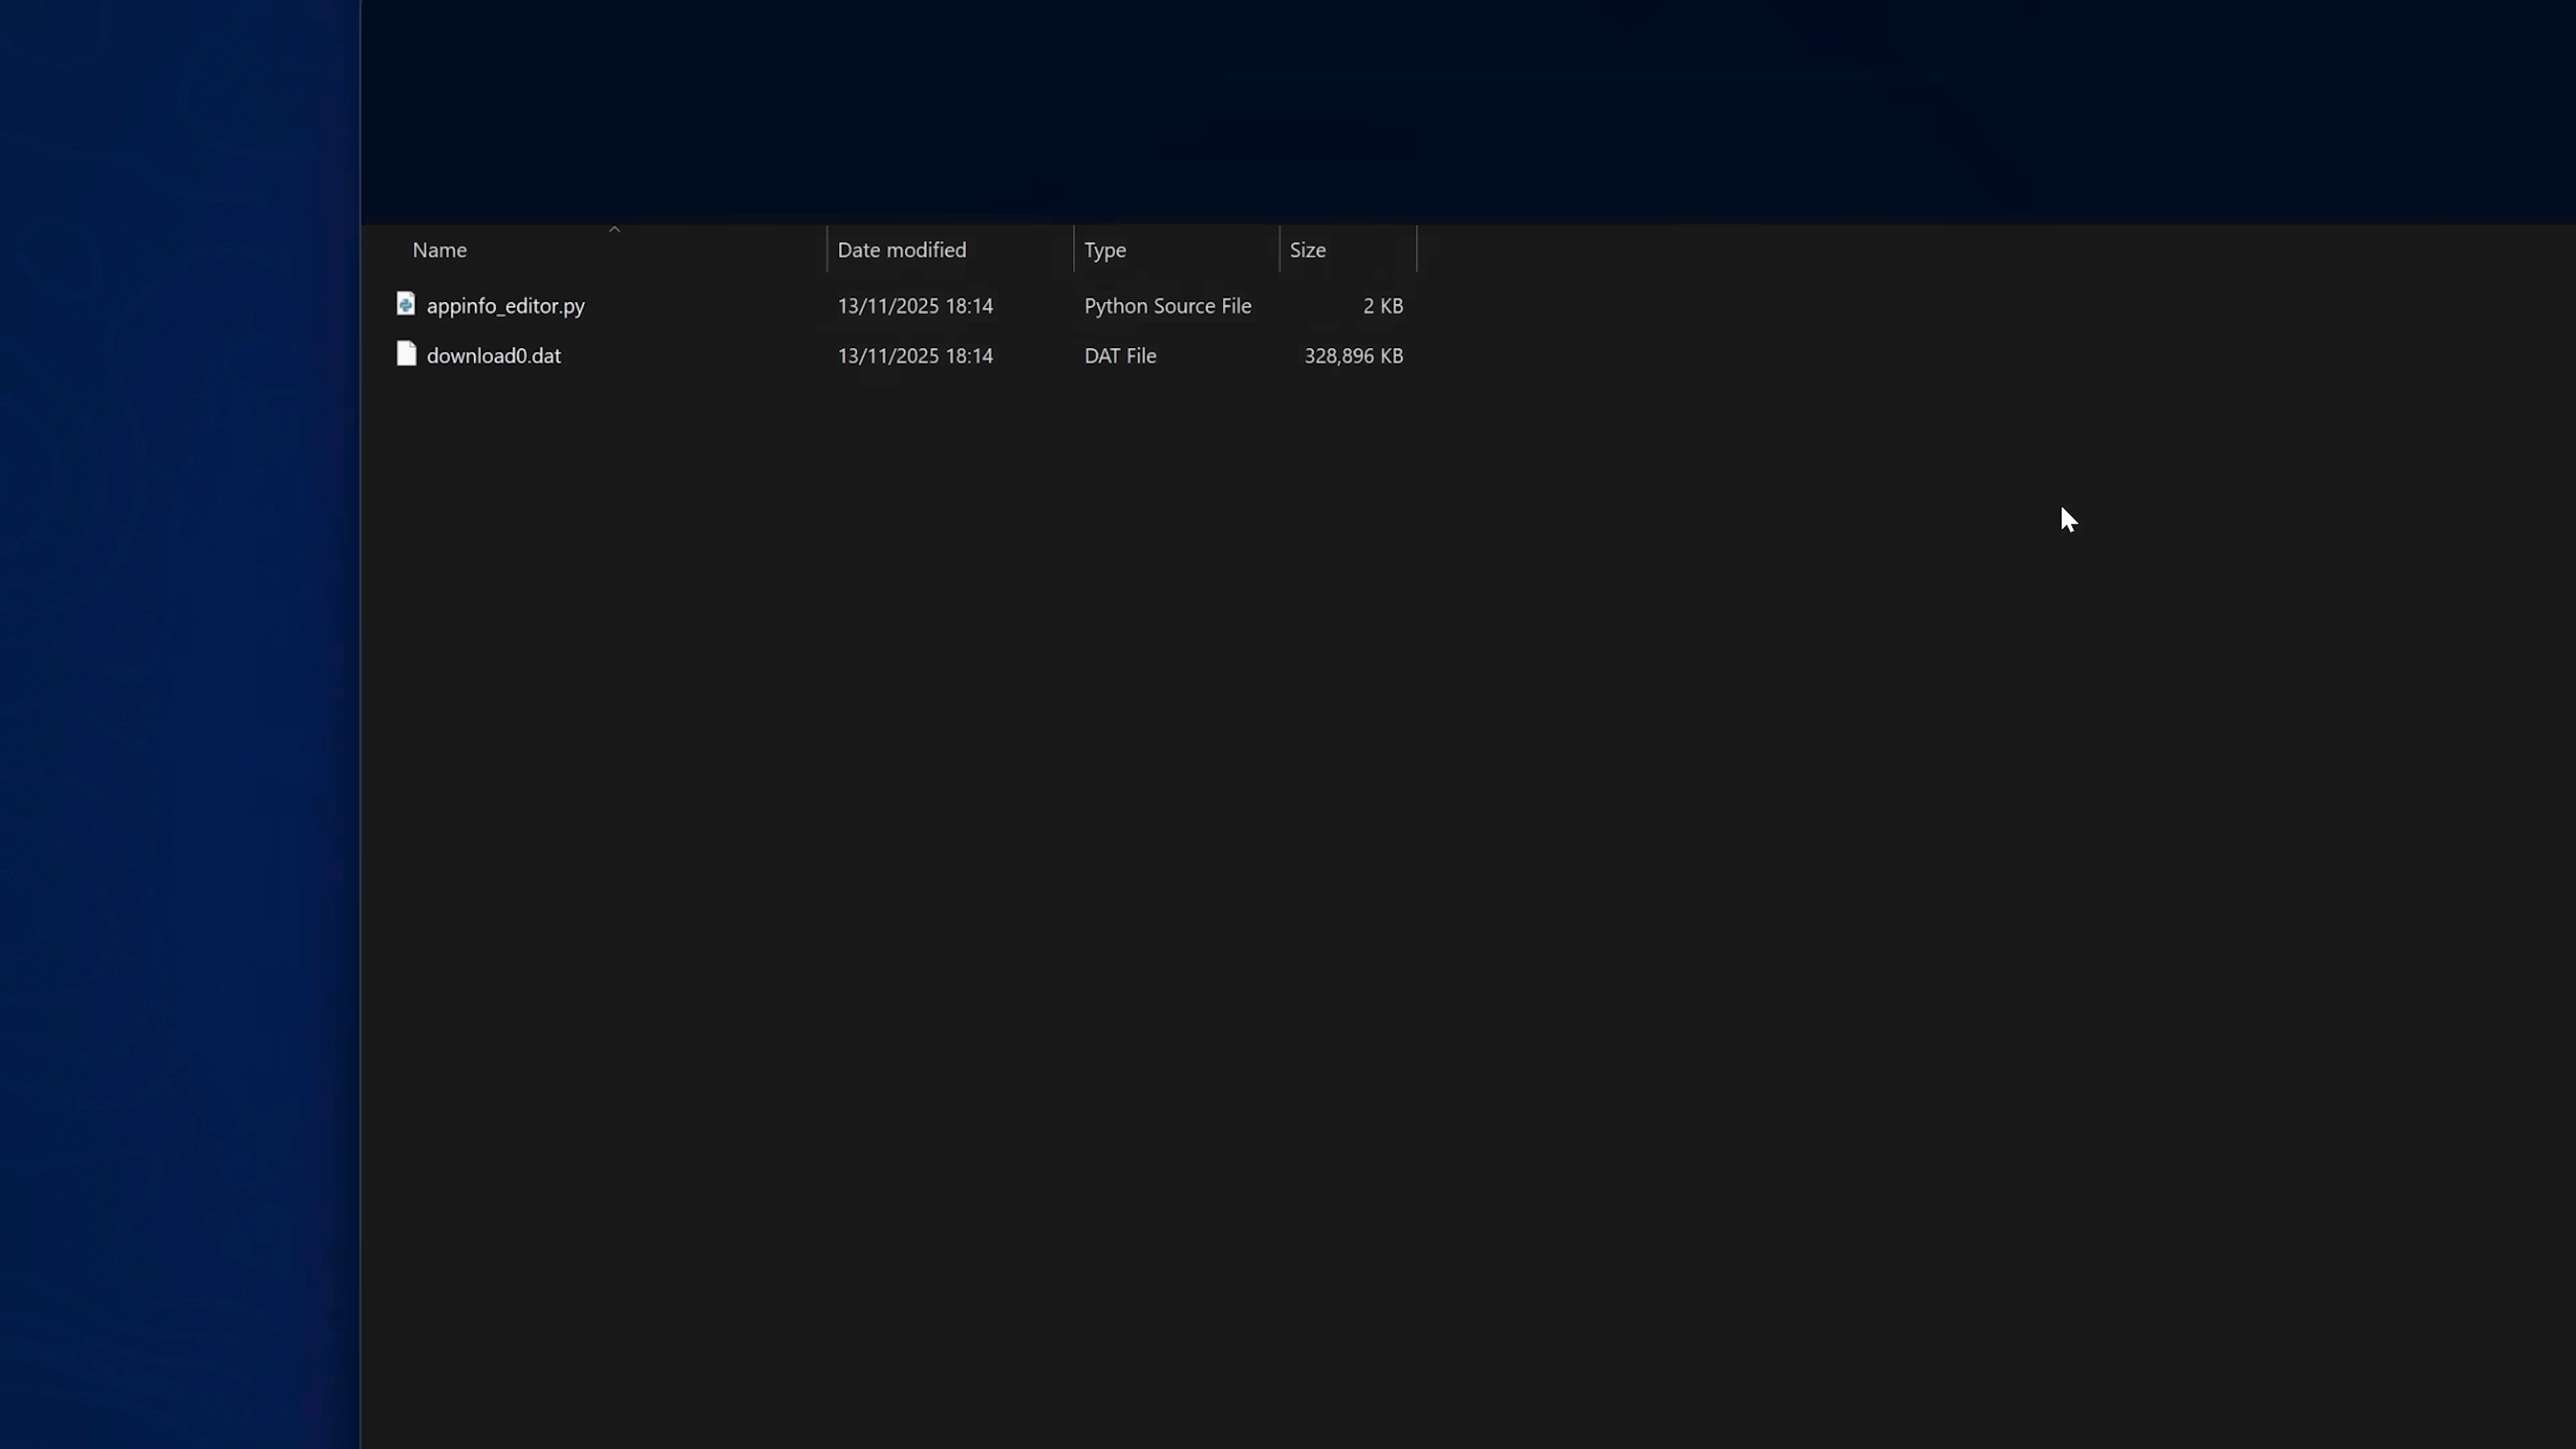 Name Date modified Type Size
appinfo_editor.py 13/11/2025 18:14 Python Source File 2 KB
download0.dat 13/11/2025 18:14 DAT File 328,896 KB